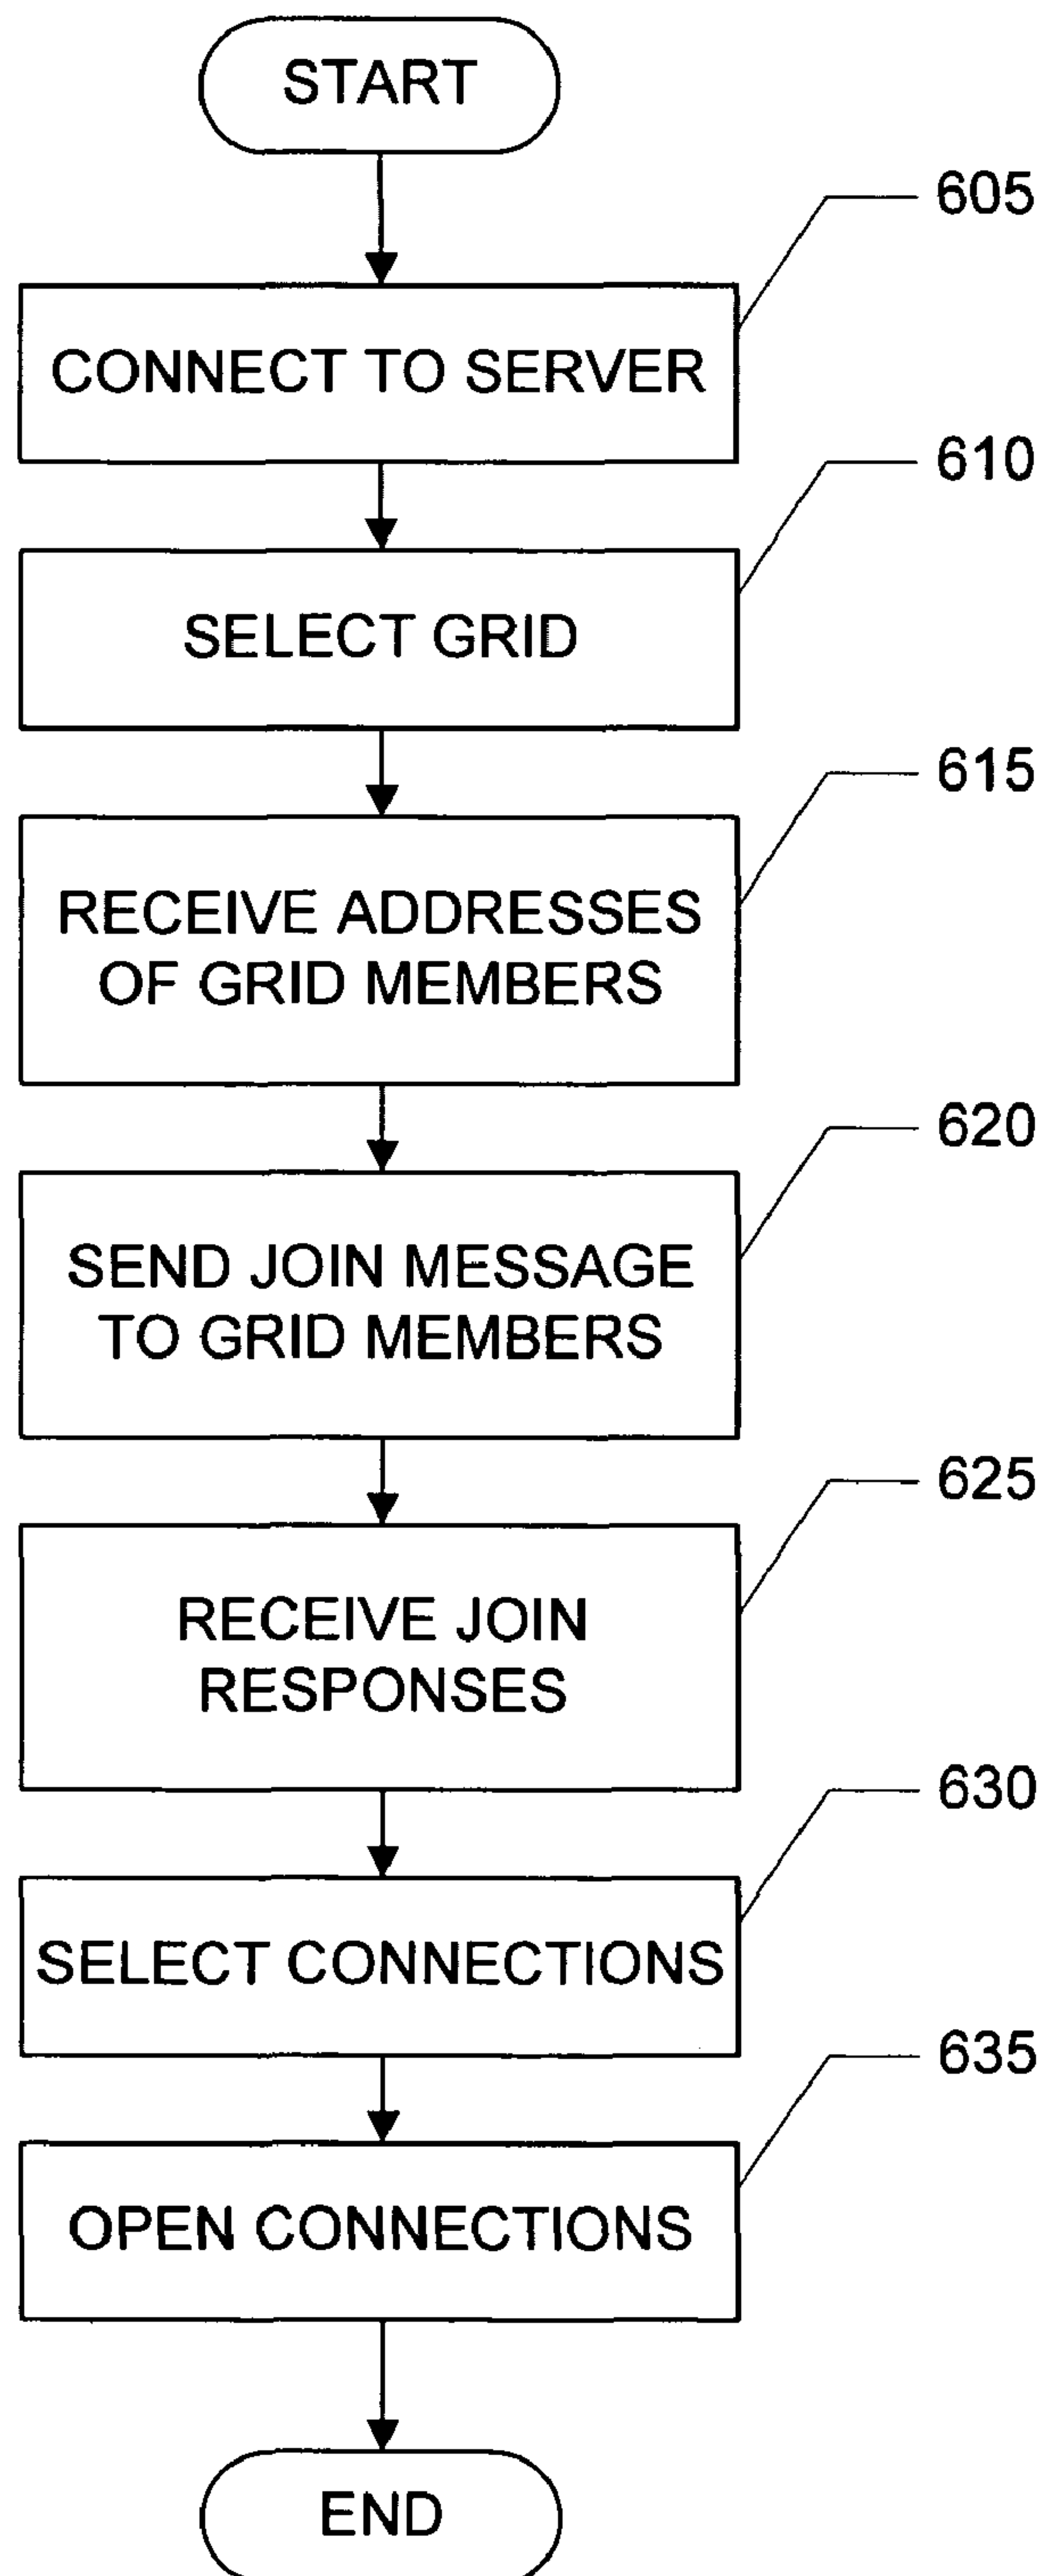 START
605
CONNECT TO SERVER
610
SELECT GRID
615
RECEIVE ADDRESSES
OF GRID MEMBERS
620
SEND JOIN MESSAGE
TO GRID MEMBERS
625
RECEIVE JOIN
RESPONSES
630
SELECT CONNECTIONS
635
OPEN CONNECTIONS
END